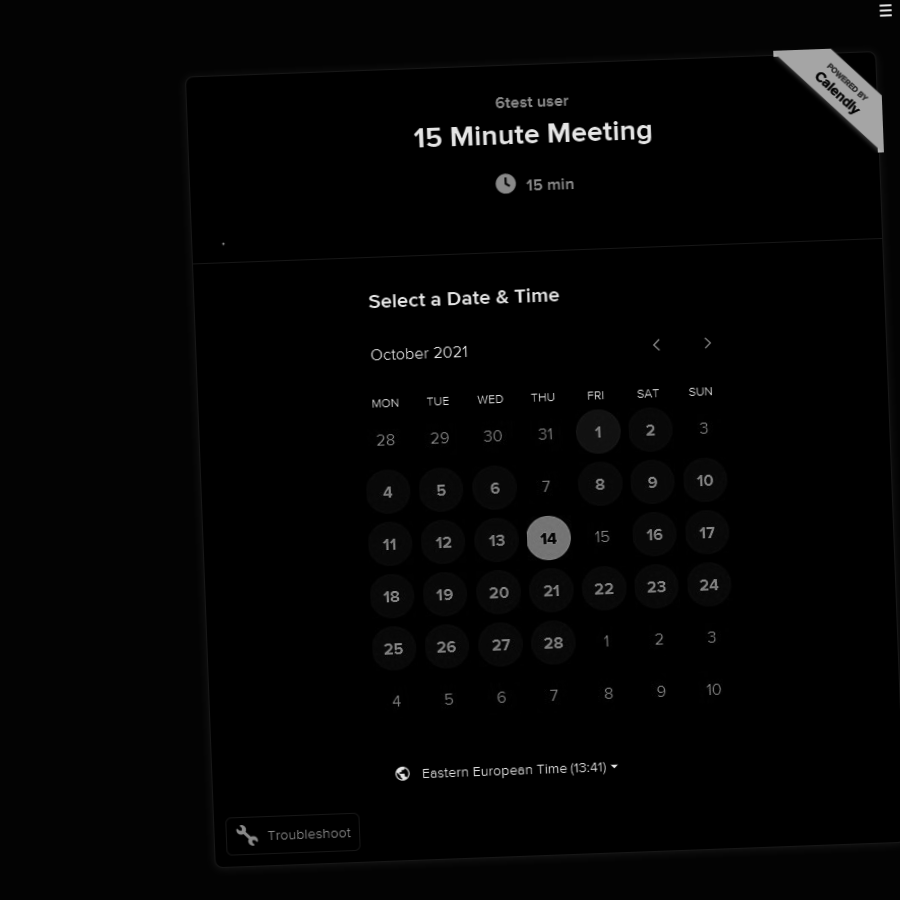 POWERED BY
Calendly
6test user
15 Minute Meeting
15 min
Select a Date & Time
October 2021
MON TUE WED THU FRI SAT SUN
28 29 30 31 1 2 3
4 5 6 7 8 9 10
11 12 13 14 15 16 17
18 19 20 21 22 23 24
25 26 27 28 1 2 3
4 5 6 7 8 9 10
Eastern European Time (13:41)
Troubleshoot